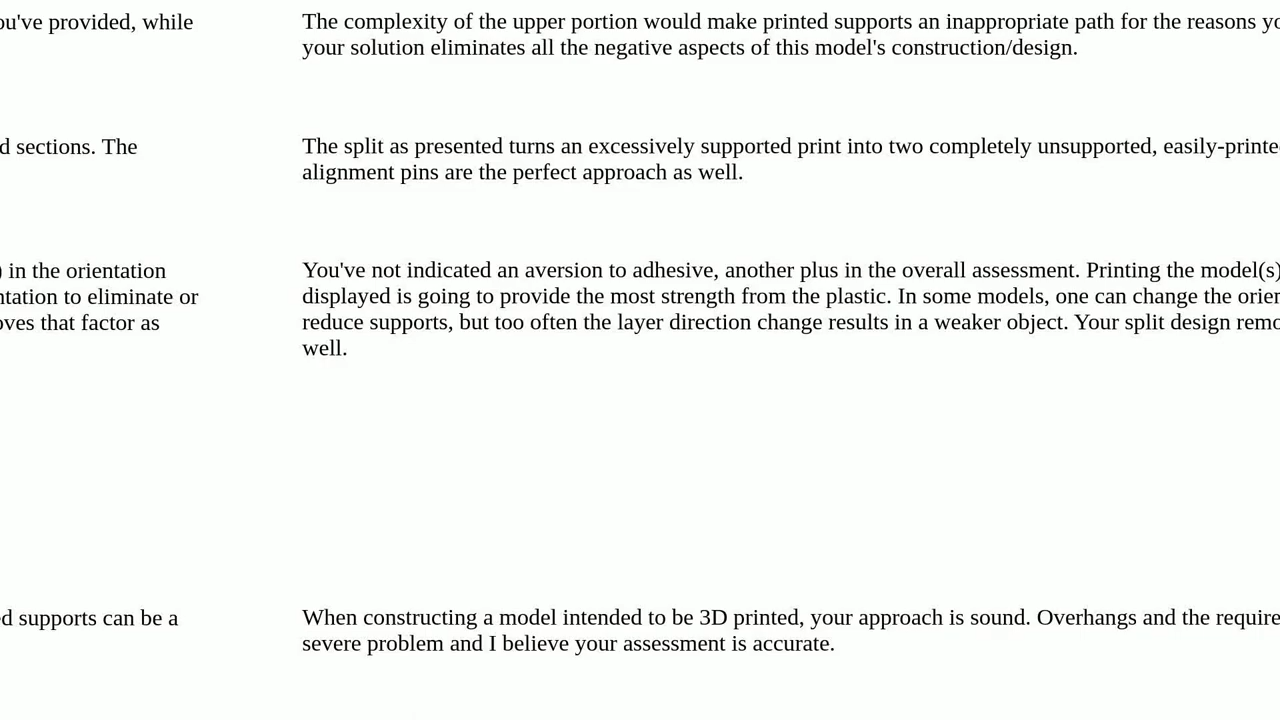 ou've provided, while
d sections. The
) in the orientation
ntation to eliminate or
oves that factor as
ed supports can be a
The complexity of the upper portion would make printed supports an inappropriate path for the reasons yo
your solution eliminates all the negative aspects of this model's construction/design.
The split as presented turns an excessively supported print into two completely unsupported, easily-printe
alignment pins are the perfect approach as well.
You've not indicated an aversion to adhesive, another plus in the overall assessment. Printing the model(s)
displayed is going to provide the most strength from the plastic. In some models, one can change the orien
reduce supports, but too often the layer direction change results in a weaker object. Your split design remo
well.
When constructing a model intended to be 3D printed, your approach is sound. Overhangs and the require
severe problem and I believe your assessment is accurate.